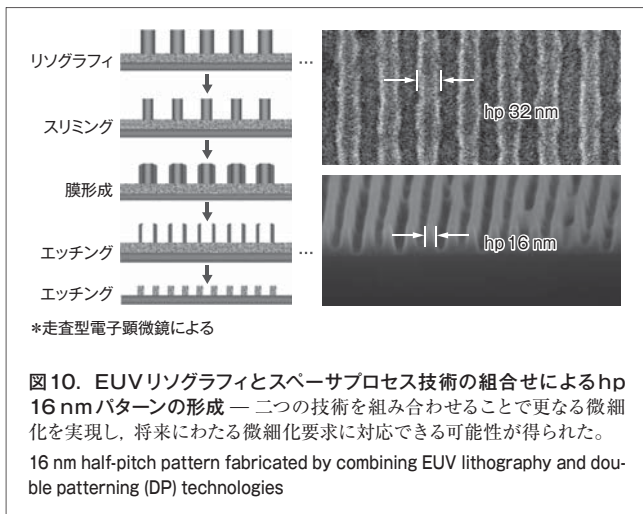 リソグラフィ
…
hp 32 nm
スリミング
膜形成
エッチング
…
hp 16 nm
エッチング
*走査型電子顕微鏡による
図10. EUVリソグラフィとスペーサプロセス技術の組合せによるhp
16 nmパターンの形成 — 二つの技術を組み合わせることで更なる微細
化を実現し，将来にわたる微細化要求に対応できる可能性が得られた。
16 nm half-pitch pattern fabricated by combining EUV lithography and dou-
ble patterning (DP) technologies